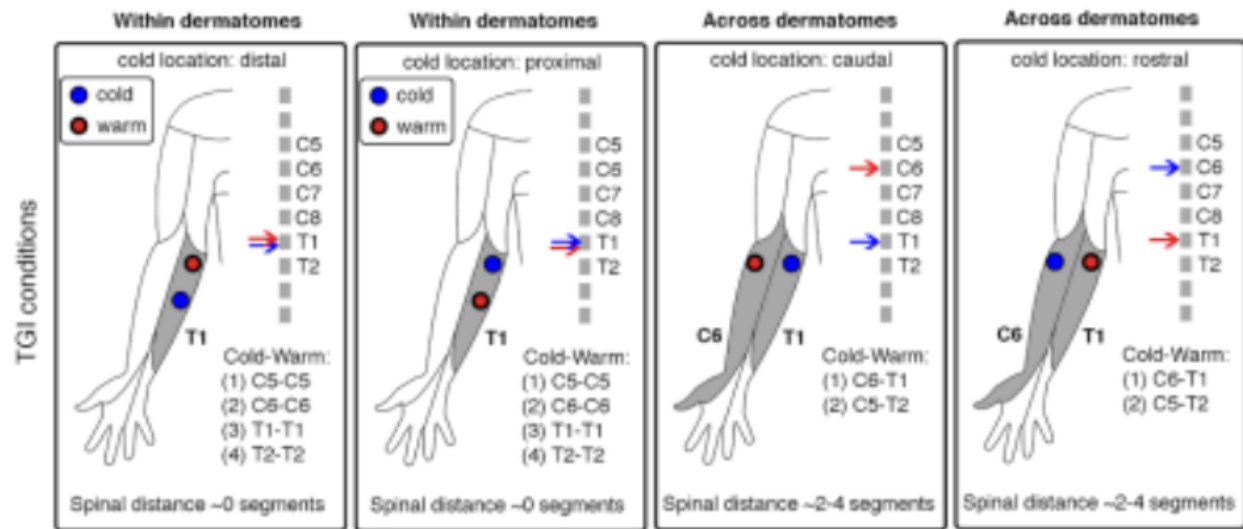 Within dermatomes
Within dermatomes
Across dermatomes
Across dermatomes
TGI conditions
cold location: distal
cold
warm
C5
C6
C7
C8
T1
T2
T1
Cold-Warm:
(1) C5-C5
(2) C6-C6
(3) T1-T1
(4) T2-T2
Spinal distance ~0 segments
cold location: proximal
cold
warm
C5
C6
C7
C8
T1
T2
T1
Cold-Warm:
(1) C5-C5
(2) C6-C6
(3) T1-T1
(4) T2-T2
Spinal distance ~0 segments
cold location: caudal
C5
C6
C7
C8
T1
T2
C6 T1
Cold-Warm:
(1) C6-T1
(2) C5-T2
Spinal distance ~2-4 segments
cold location: rostral
C5
C6
C7
C8
T1
T2
C6 T1
Cold-Warm:
(1) C6-T1
(2) C5-T2
Spinal distance ~2-4 segments